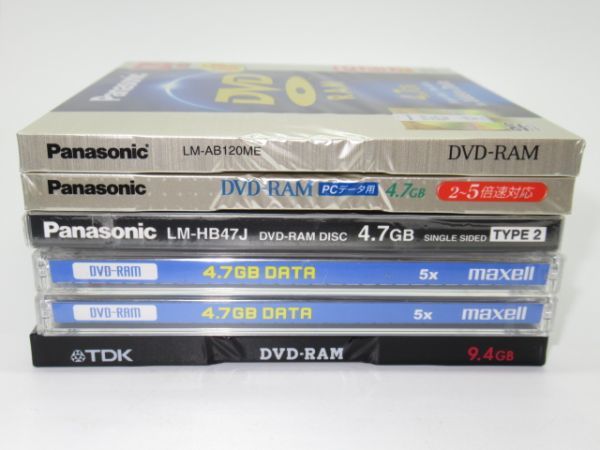 Panasonic
DVD
RAM
Panasonic LM-AB120ME DVD-RAM
Panasonic DVD-RAM PCデータ用 4.7GB 2~5倍速対応
Panasonic LM-HB47J DVD-RAM DISC 4.7GB SINGLE SIDED TYPE 2
DVD-RAM 4.7GB DATA 5x maxell
DVD-RAM 4.7GB DATA 5x maxell
TDK DVD-RAM 9.4GB